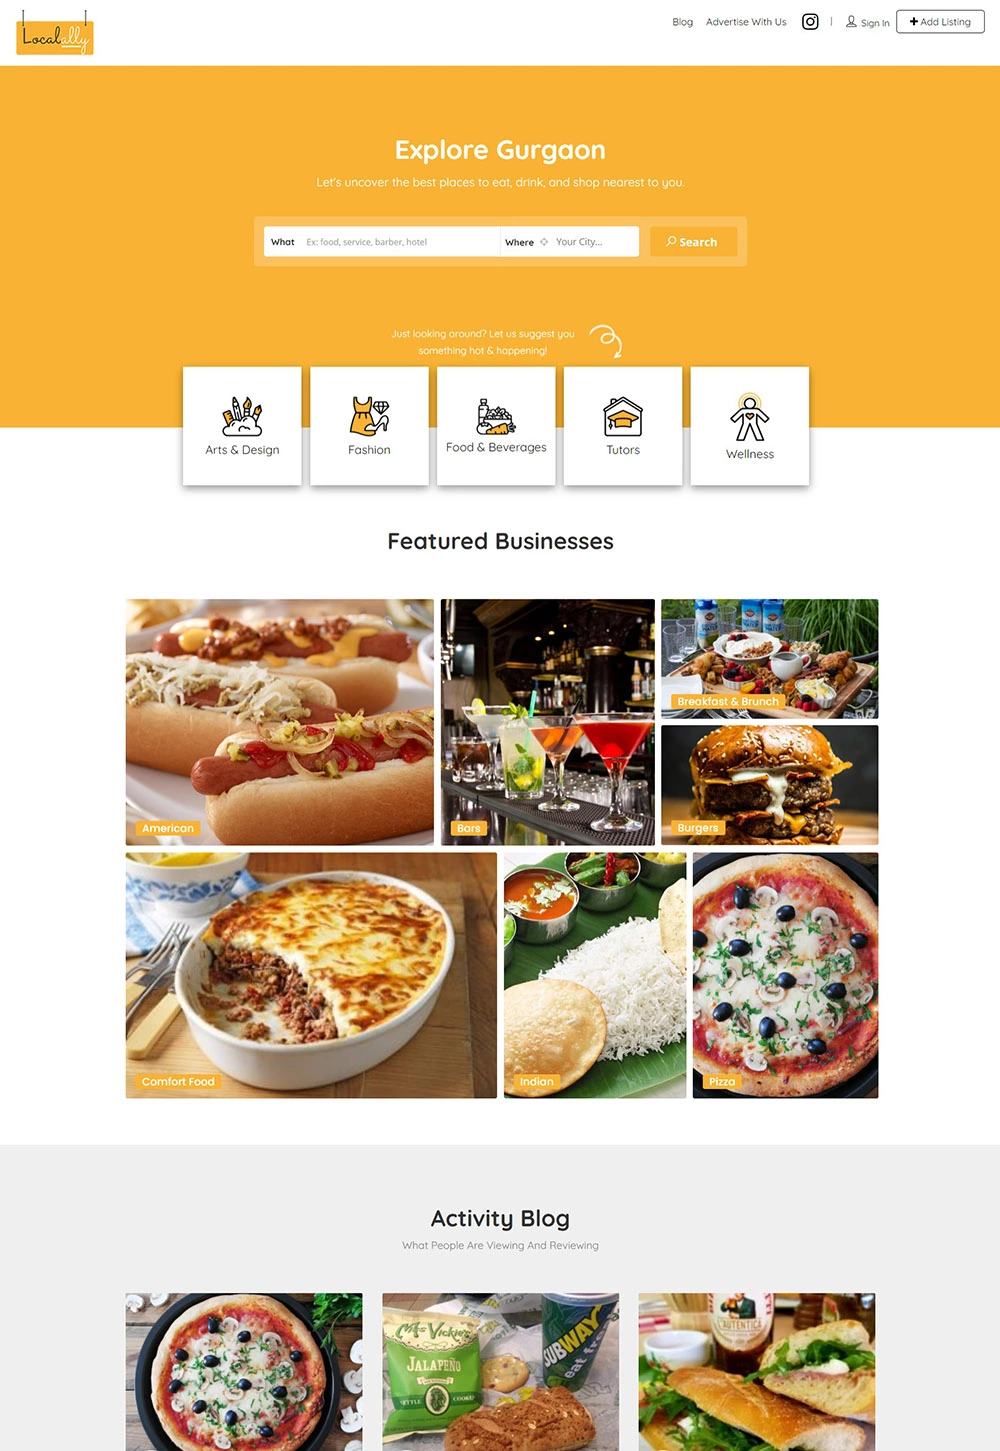 Localally
Blog
Advertise With Us
Sign In
Add Listing
Explore Gurgaon
Let's uncover the best places to eat, drink, and shop nearest to you.
What
Ex: food, service, barber, hotel
Where
Your City...
Search
Just looking around? Let us suggest you
something hot & happening!
Arts & Design
Fashion
Food & Beverages
Tutors
Wellness
Featured Businesses
American
Bars
Breakfast & Brunch
Burgers
Comfort Food
Indian
Pizza
Activity Blog
What People Are Viewing And Reviewing
Miss Vickie's
JALAPEÑO
KETTLE COOKED
SUBWAY
eat
AUTENTICA